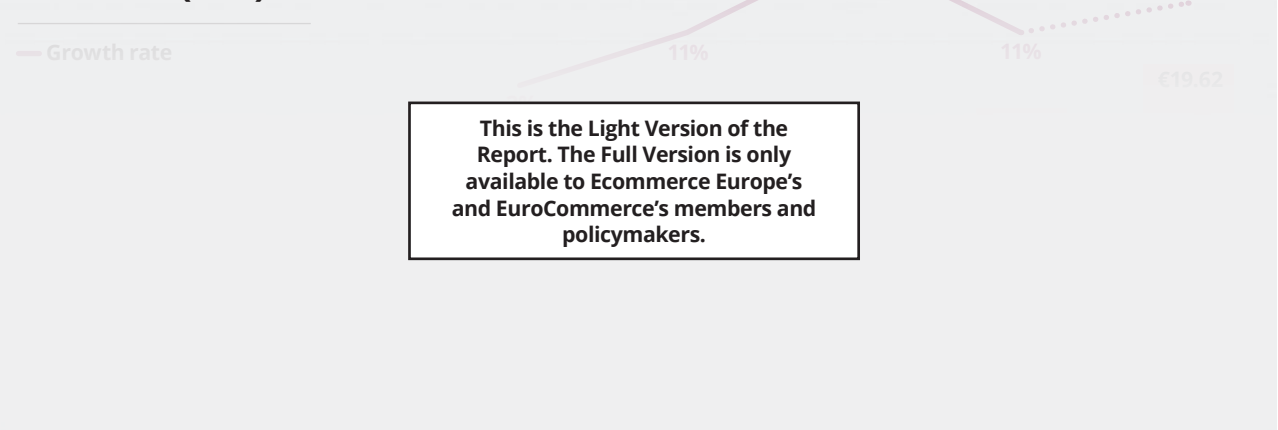 Growth rate
11%
11%
€19.62
This is the Light Version of the
Report. The Full Version is only
available to Ecommerce Europe’s
and EuroCommerce’s members and
policymakers.